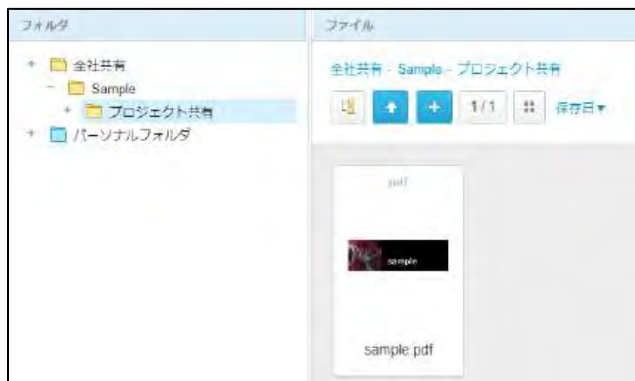 フォルダ
全社共有
Sample
プロジェクト共有
パーソナルフォルダ
ファイル
全社共有 - Sample - プロジェクト共有
1/1
保存日▼
pdf
sample
sample.pdf